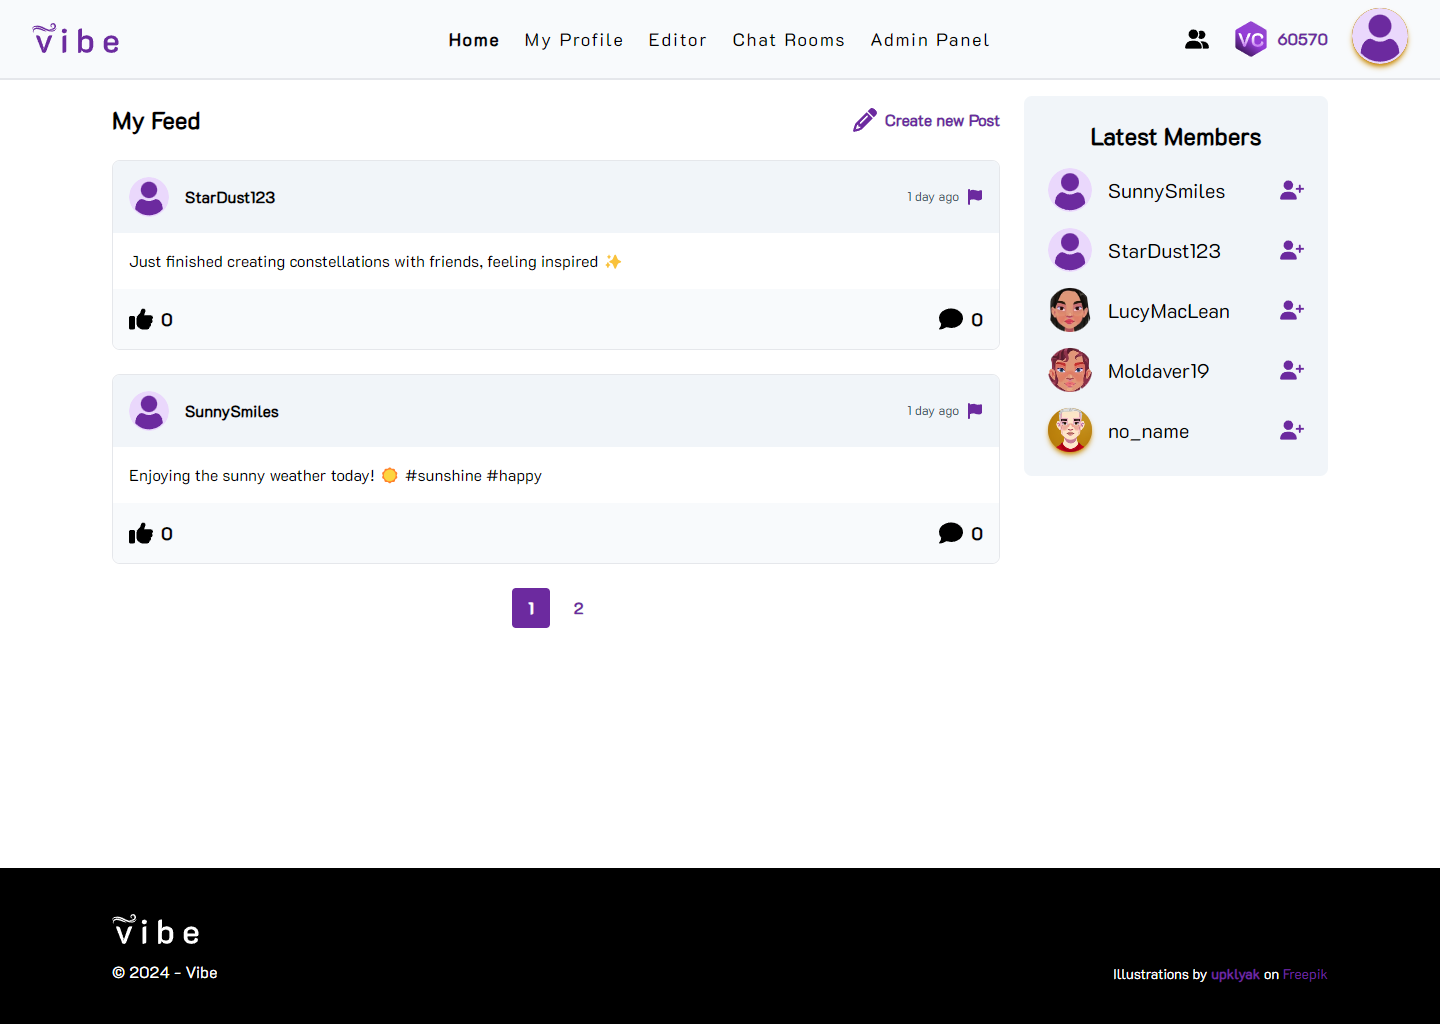 vibe
Home My Profile Editor Chat Rooms Admin Panel
VC 60570
My Feed
Create new Post
StarDust123
1 day ago
Just finished creating constellations with friends, feeling inspired ✨
0
0
SunnySmiles
1 day ago
Enjoying the sunny weather today! ☀️ #sunshine #happy
0
0
1 2
Latest Members
SunnySmiles
StarDust123
LucyMacLean
Moldaver19
no_name
vibe
© 2024 - Vibe
Illustrations by upklyak on Freepik